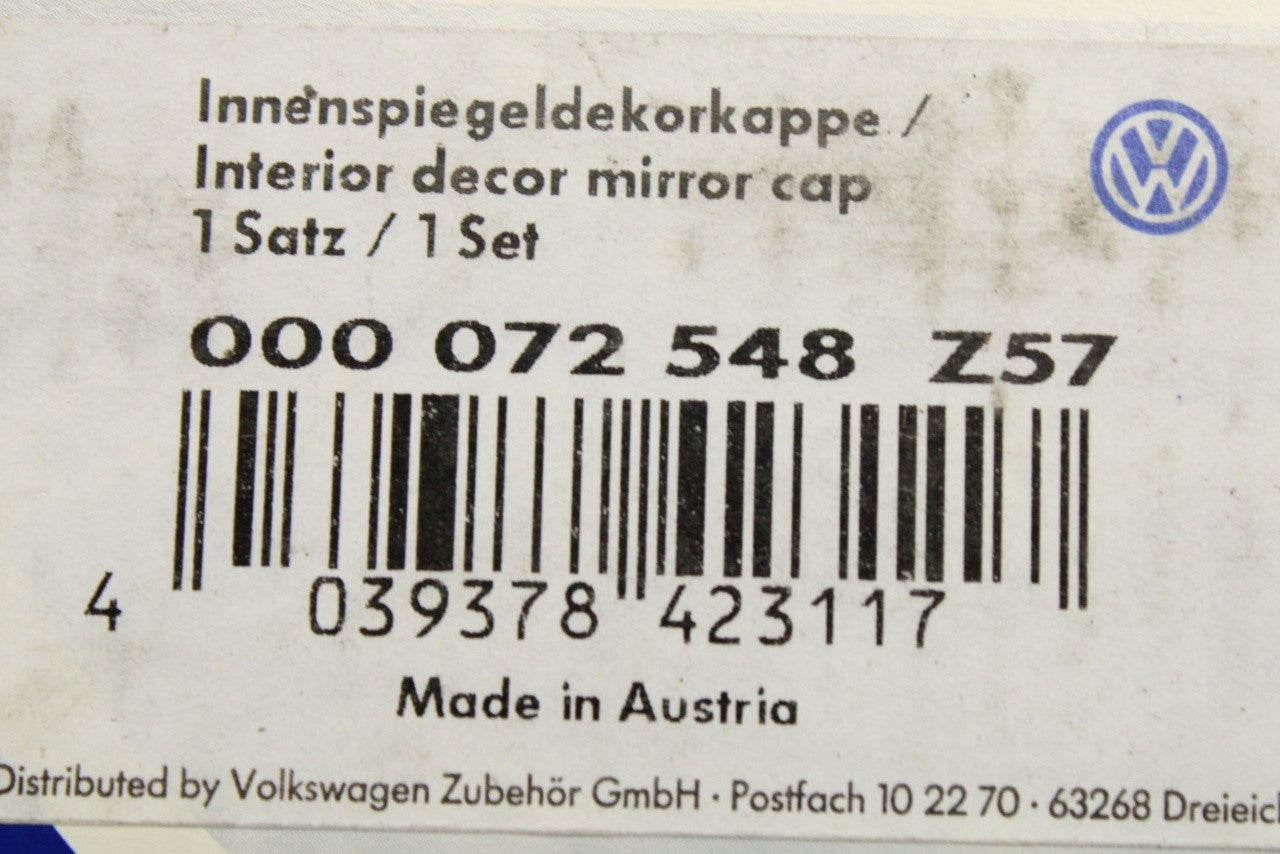 Innenspiegeldekorkappe /
Interior decor mirror cap
1 Satz / 1 Set
000 072 548 Z57
4 039378 423117
Made in Austria
Distributed by Volkswagen Zubehör GmbH · Postfach 10 22 70 · 63268 Dreieich